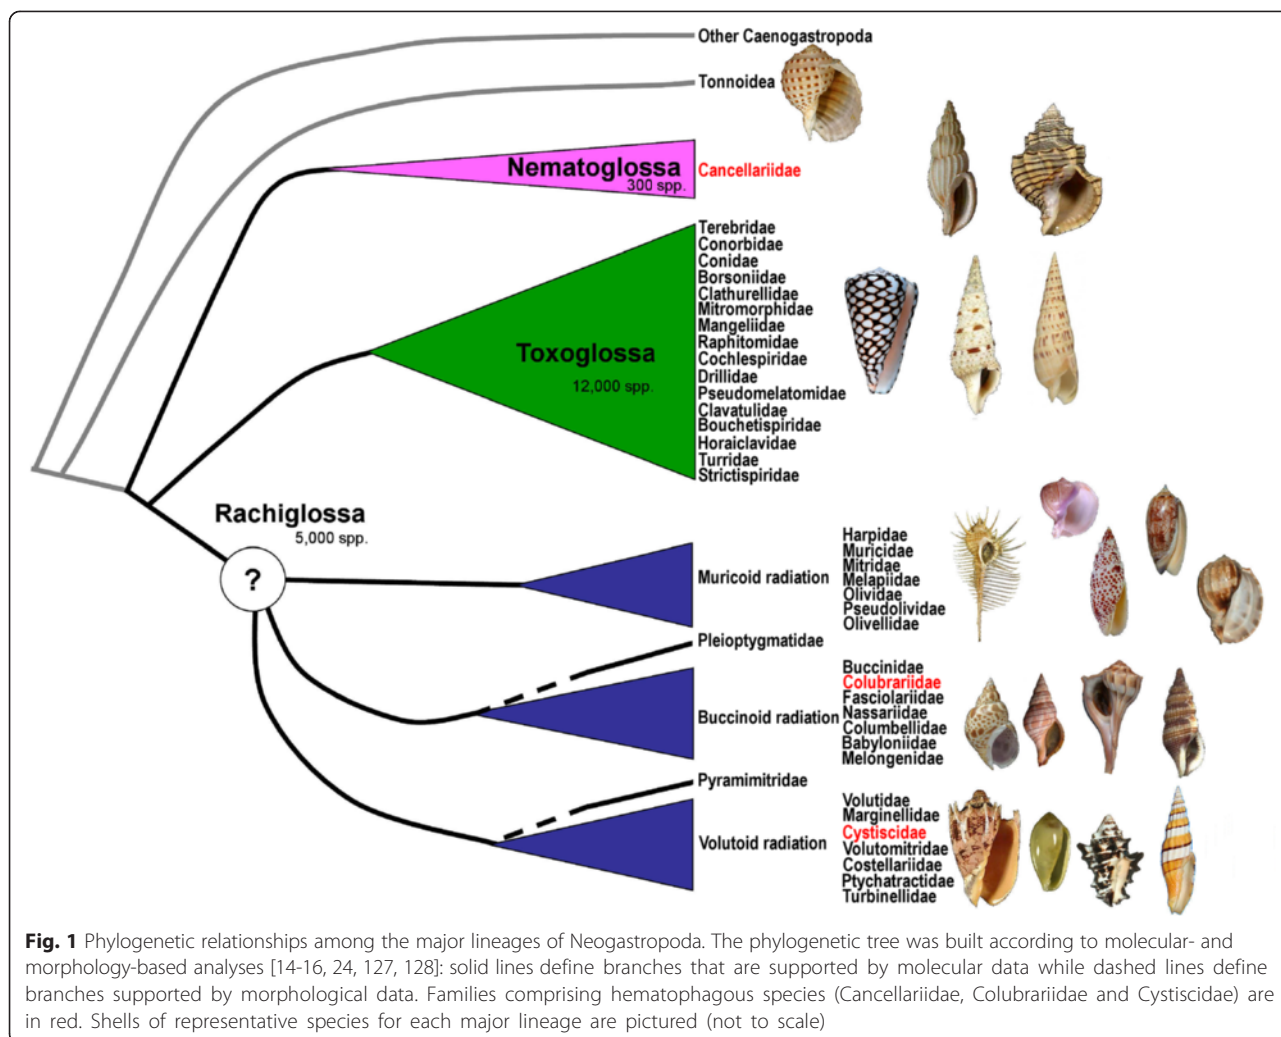 Other Caenogastropoda
Tonnoidea
Nematoglossa
300 spp.
Cancellariidae
Toxoglossa
12,000 spp.
Terebridae
Conorbidae
Conidae
Borsoniidae
Clathurellidae
Mitromorphidae
Mangeliidae
Raphitomidae
Cochlespiridae
Drillidae
Pseudomelatomidae
Clavatulidae
Bouchetispiridae
Horaiclavidae
Turridae
Strictispiridae
Rachiglossa
5,000 spp.
?
Muricoid radiation
Harpidae
Muricidae
Mitridae
Melapiidae
Olividae
Pseudolividae
Olivellidae
Pleioptygmatidae
Buccinoid radiation
Buccinidae
Colubrariidae
Fasciolariidae
Nassariidae
Columbellidae
Babyloniidae
Melongenidae
Pyramimitridae
Volutoid radiation
Volutidae
Marginellidae
Cystiscidae
Volutomitridae
Costellariidae
Ptychatractidae
Turbinellidae
Fig. 1 Phylogenetic relationships among the major lineages of Neogastropoda. The phylogenetic tree was built according to molecular- and
morphology-based analyses [14-16, 24, 127, 128]: solid lines define branches that are supported by molecular data while dashed lines define
branches supported by morphological data. Families comprising hematophagous species (Cancellariidae, Colubrariidae and Cystiscidae) are
in red. Shells of representative species for each major lineage are pictured (not to scale)